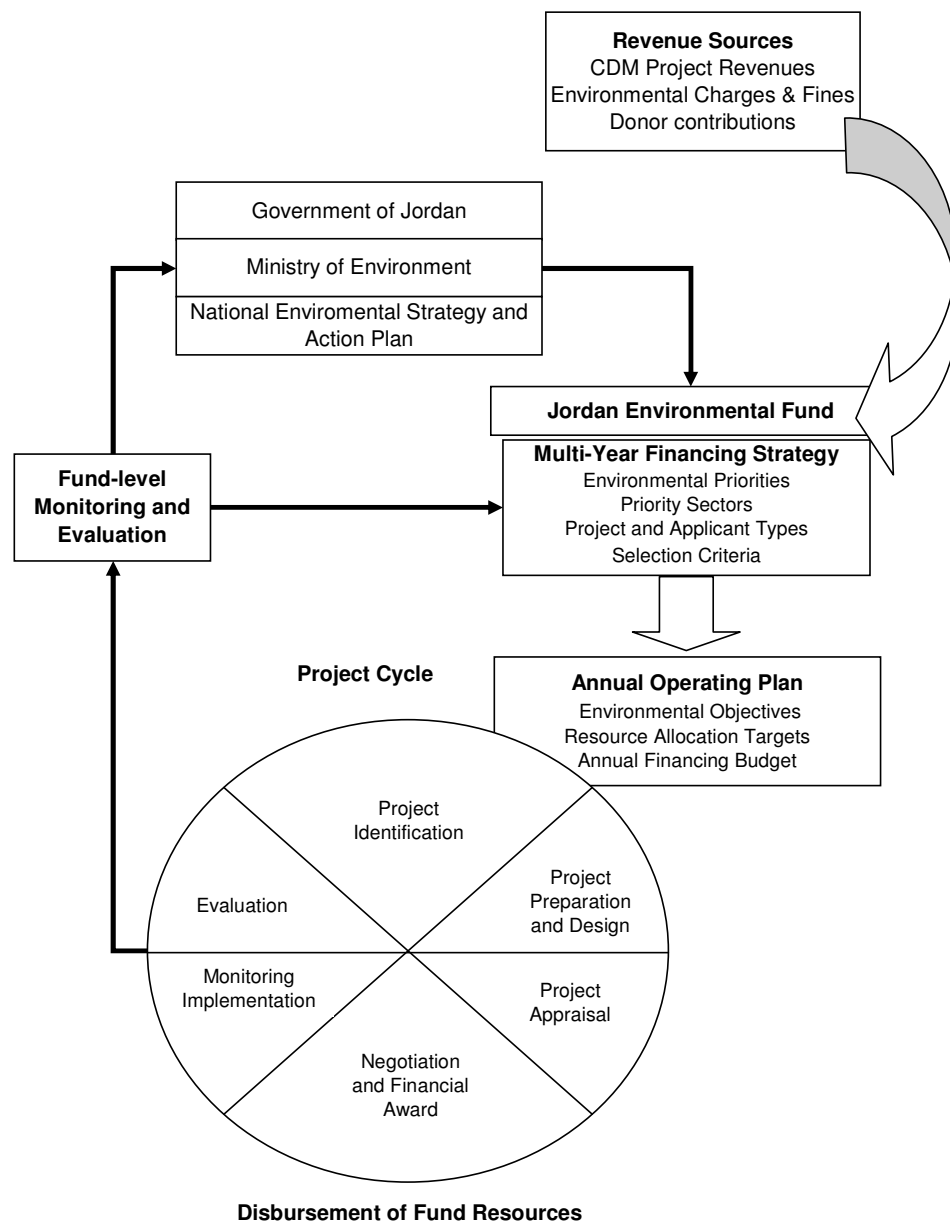 Revenue Sources
CDM Project Revenues
Environmental Charges & Fines
Donor contributions
Government of Jordan
Ministry of Environment
National Enviromental Strategy and
Action Plan
Jordan Environmental Fund
Multi-Year Financing Strategy
Environmental Priorities
Priority Sectors
Project and Applicant Types
Selection Criteria
Fund-level
Monitoring and
Evaluation
Annual Operating Plan
Environmental Objectives
Resource Allocation Targets
Annual Financing Budget
Project Cycle
Project
Identification
Project
Preparation
and Design
Project
Appraisal
Negotiation
and Financial
Award
Monitoring
Implementation
Evaluation
Disbursement of Fund Resources